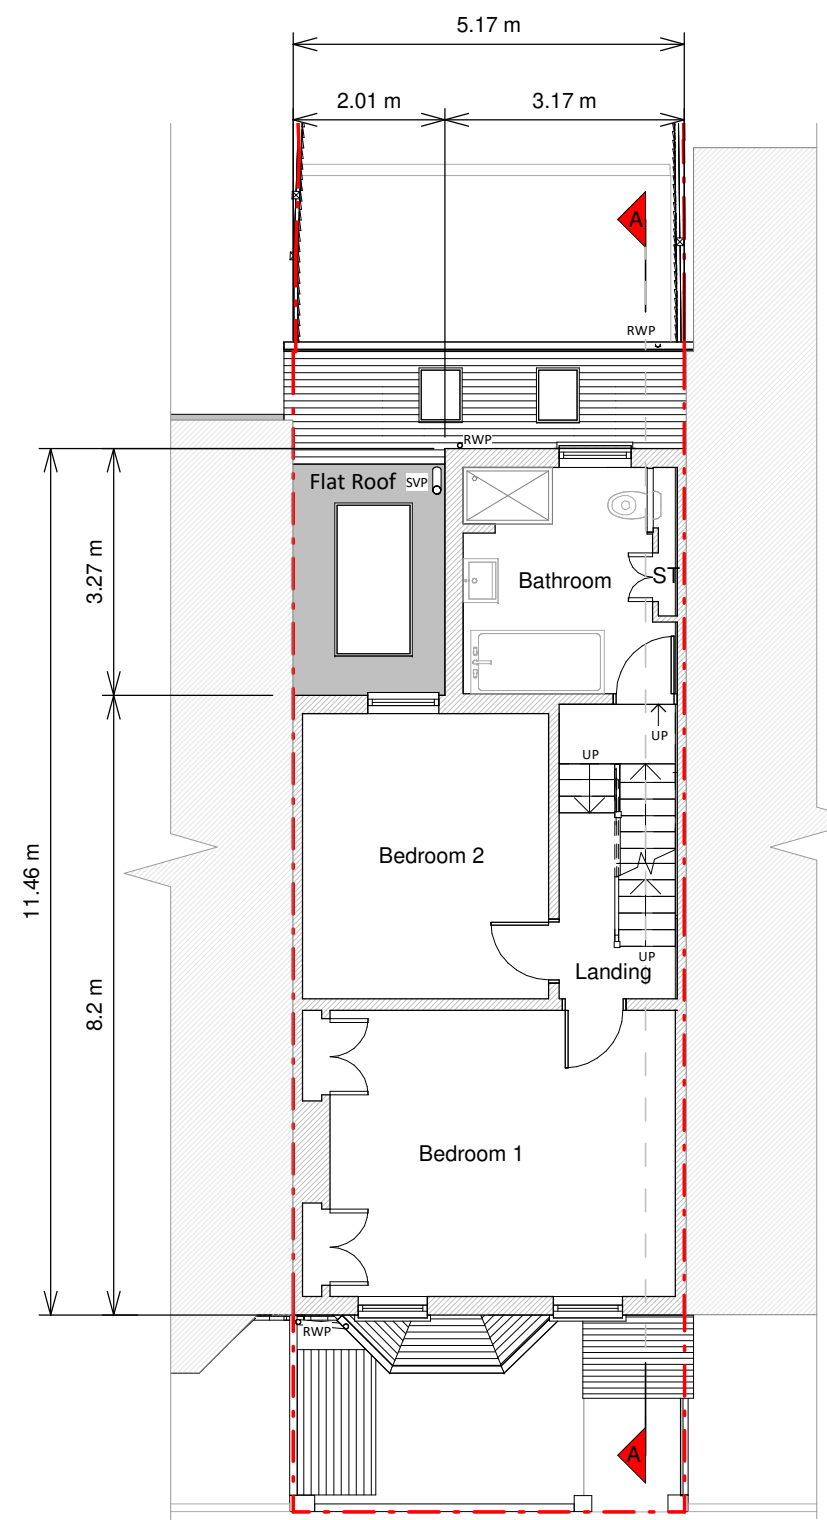 5.17 m
2.01 m
3.17 m
A
RWP
RWP
Flat Roof
SVP
3.27 m
Bathroom
ST
UP
UP
11.46 m
Bedroom 2
8.2 m
UP
Landing
Bedroom 1
RWP
A